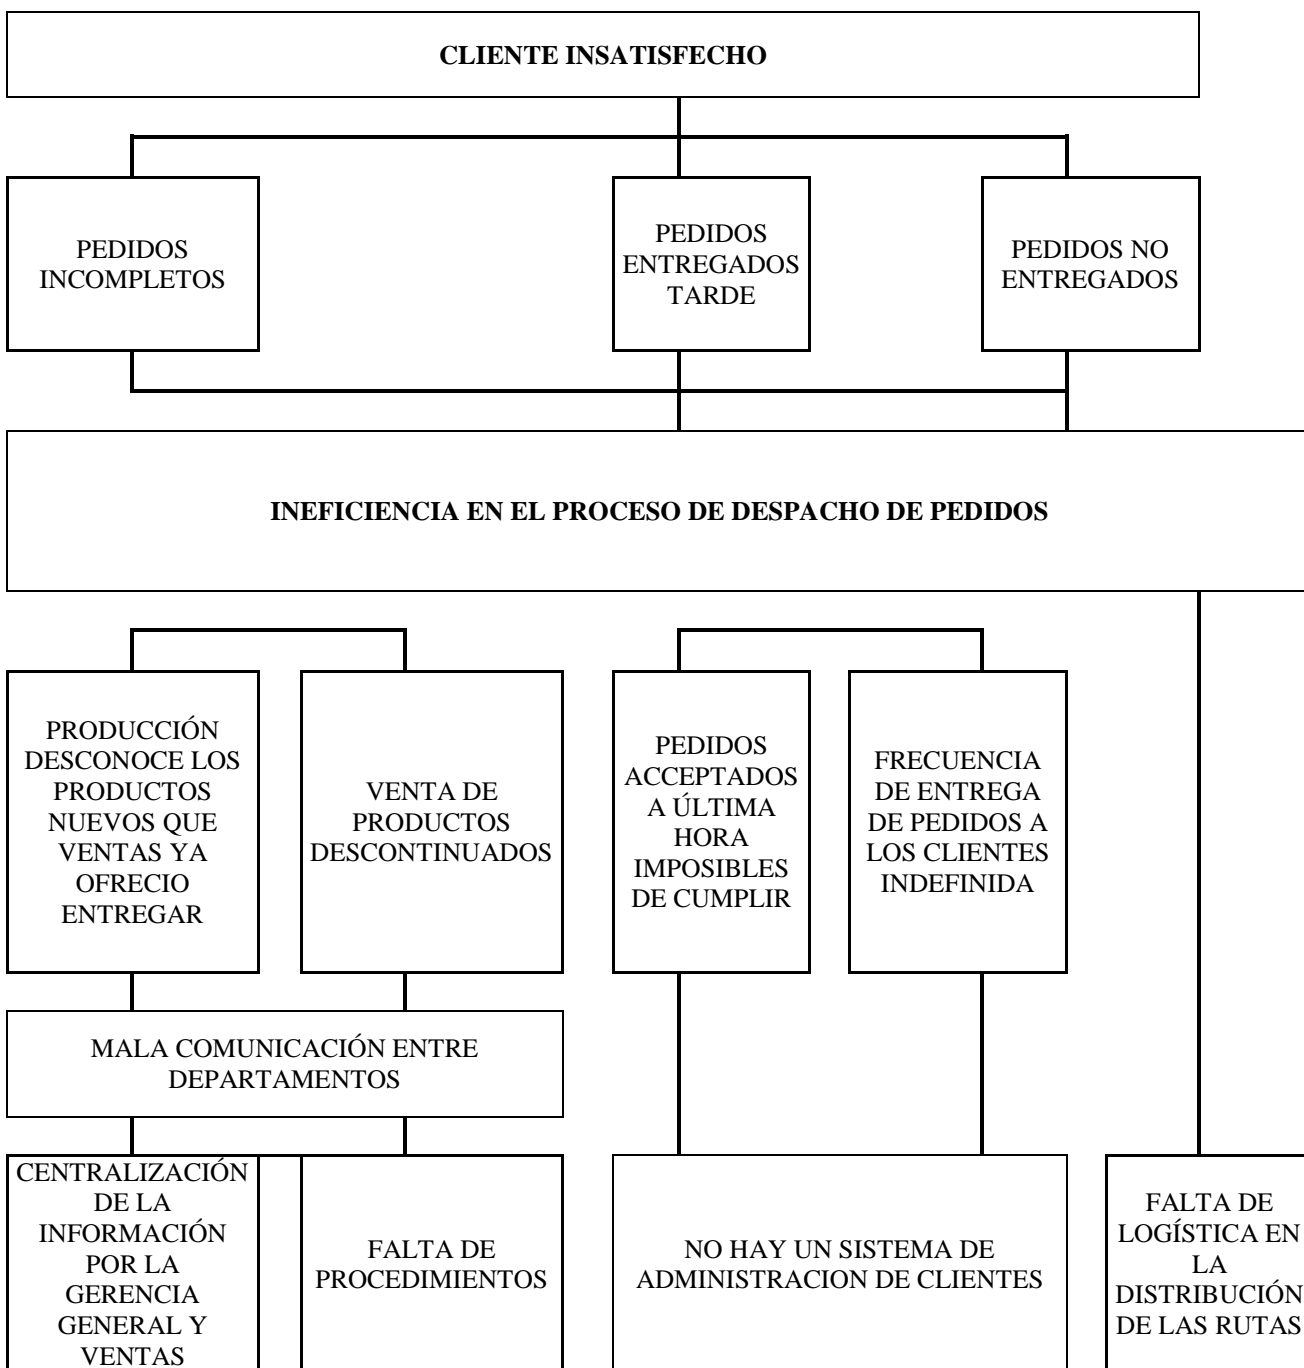 CLIENTE INSATISFECHO
PEDIDOS
INCOMPLETOS
PEDIDOS
ENTREGADOS
TARDE
PEDIDOS NO
ENTREGADOS
INEFICIENCIA EN EL PROCESO DE DESPACHO DE PEDIDOS
PRODUCCIÓN
DESCONOCE LOS
PRODUCTOS
NUEVOS QUE
VENTAS YA
OFRECIO
ENTREGAR
VENTA DE
PRODUCTOS
DESCONTINUADOS
PEDIDOS
ACCEPTADOS
A ÚLTIMA
HORA
IMPOSIBLES
DE CUMPLIR
FRECUENCIA
DE ENTREGA
DE PEDIDOS A
LOS CLIENTES
INDEFINIDA
MALA COMUNICACIÓN ENTRE
DEPARTAMENTOS
CENTRALIZACIÓN
DE LA
INFORMACIÓN
POR LA
GERENCIA
GENERAL Y
VENTAS
FALTA DE
PROCEDIMIENTOS
NO HAY UN SISTEMA DE
ADMINISTRACION DE CLIENTES
FALTA DE
LOGÍSTICA EN
LA
DISTRIBUCIÓN
DE LAS RUTAS